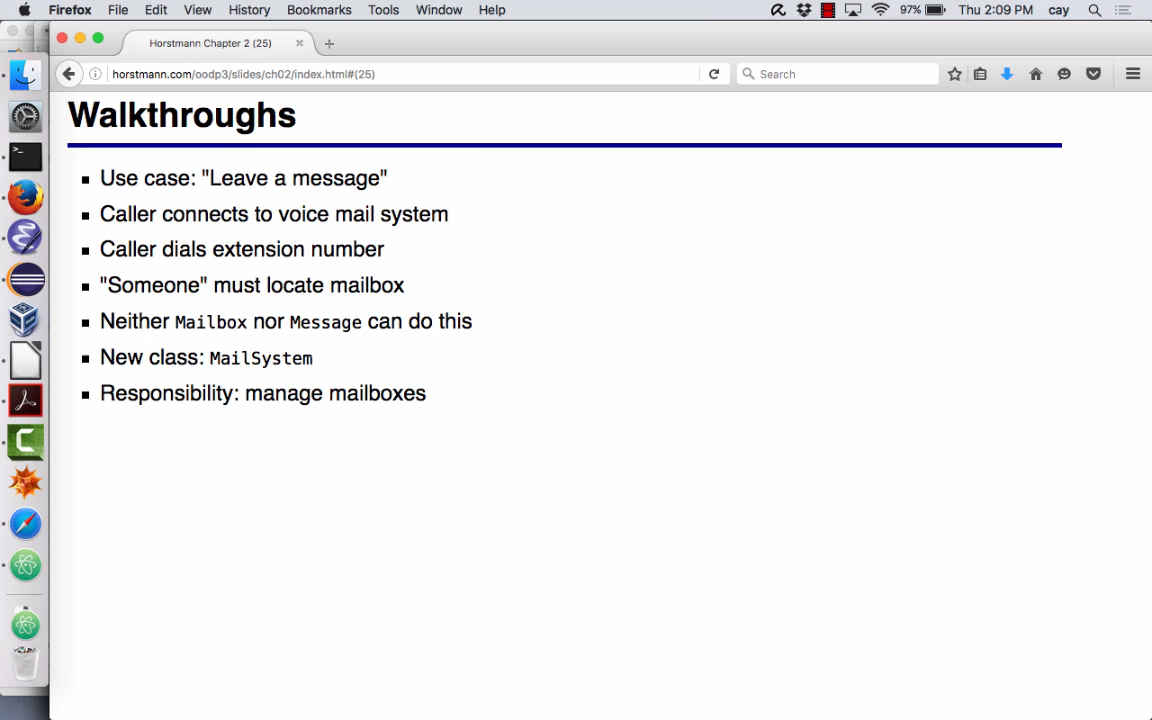 Firefox File Edit View History Bookmarks Tools Window Help 97% Thu 2:09 PM cay
Horstmann Chapter 2 (25)
horstmann.com/oodp3/slides/ch02/index.html#(25) Search
Walkthroughs
Use case: "Leave a message"
Caller connects to voice mail system
Caller dials extension number
"Someone" must locate mailbox
Neither Mailbox nor Message can do this
New class: MailSystem
Responsibility: manage mailboxes